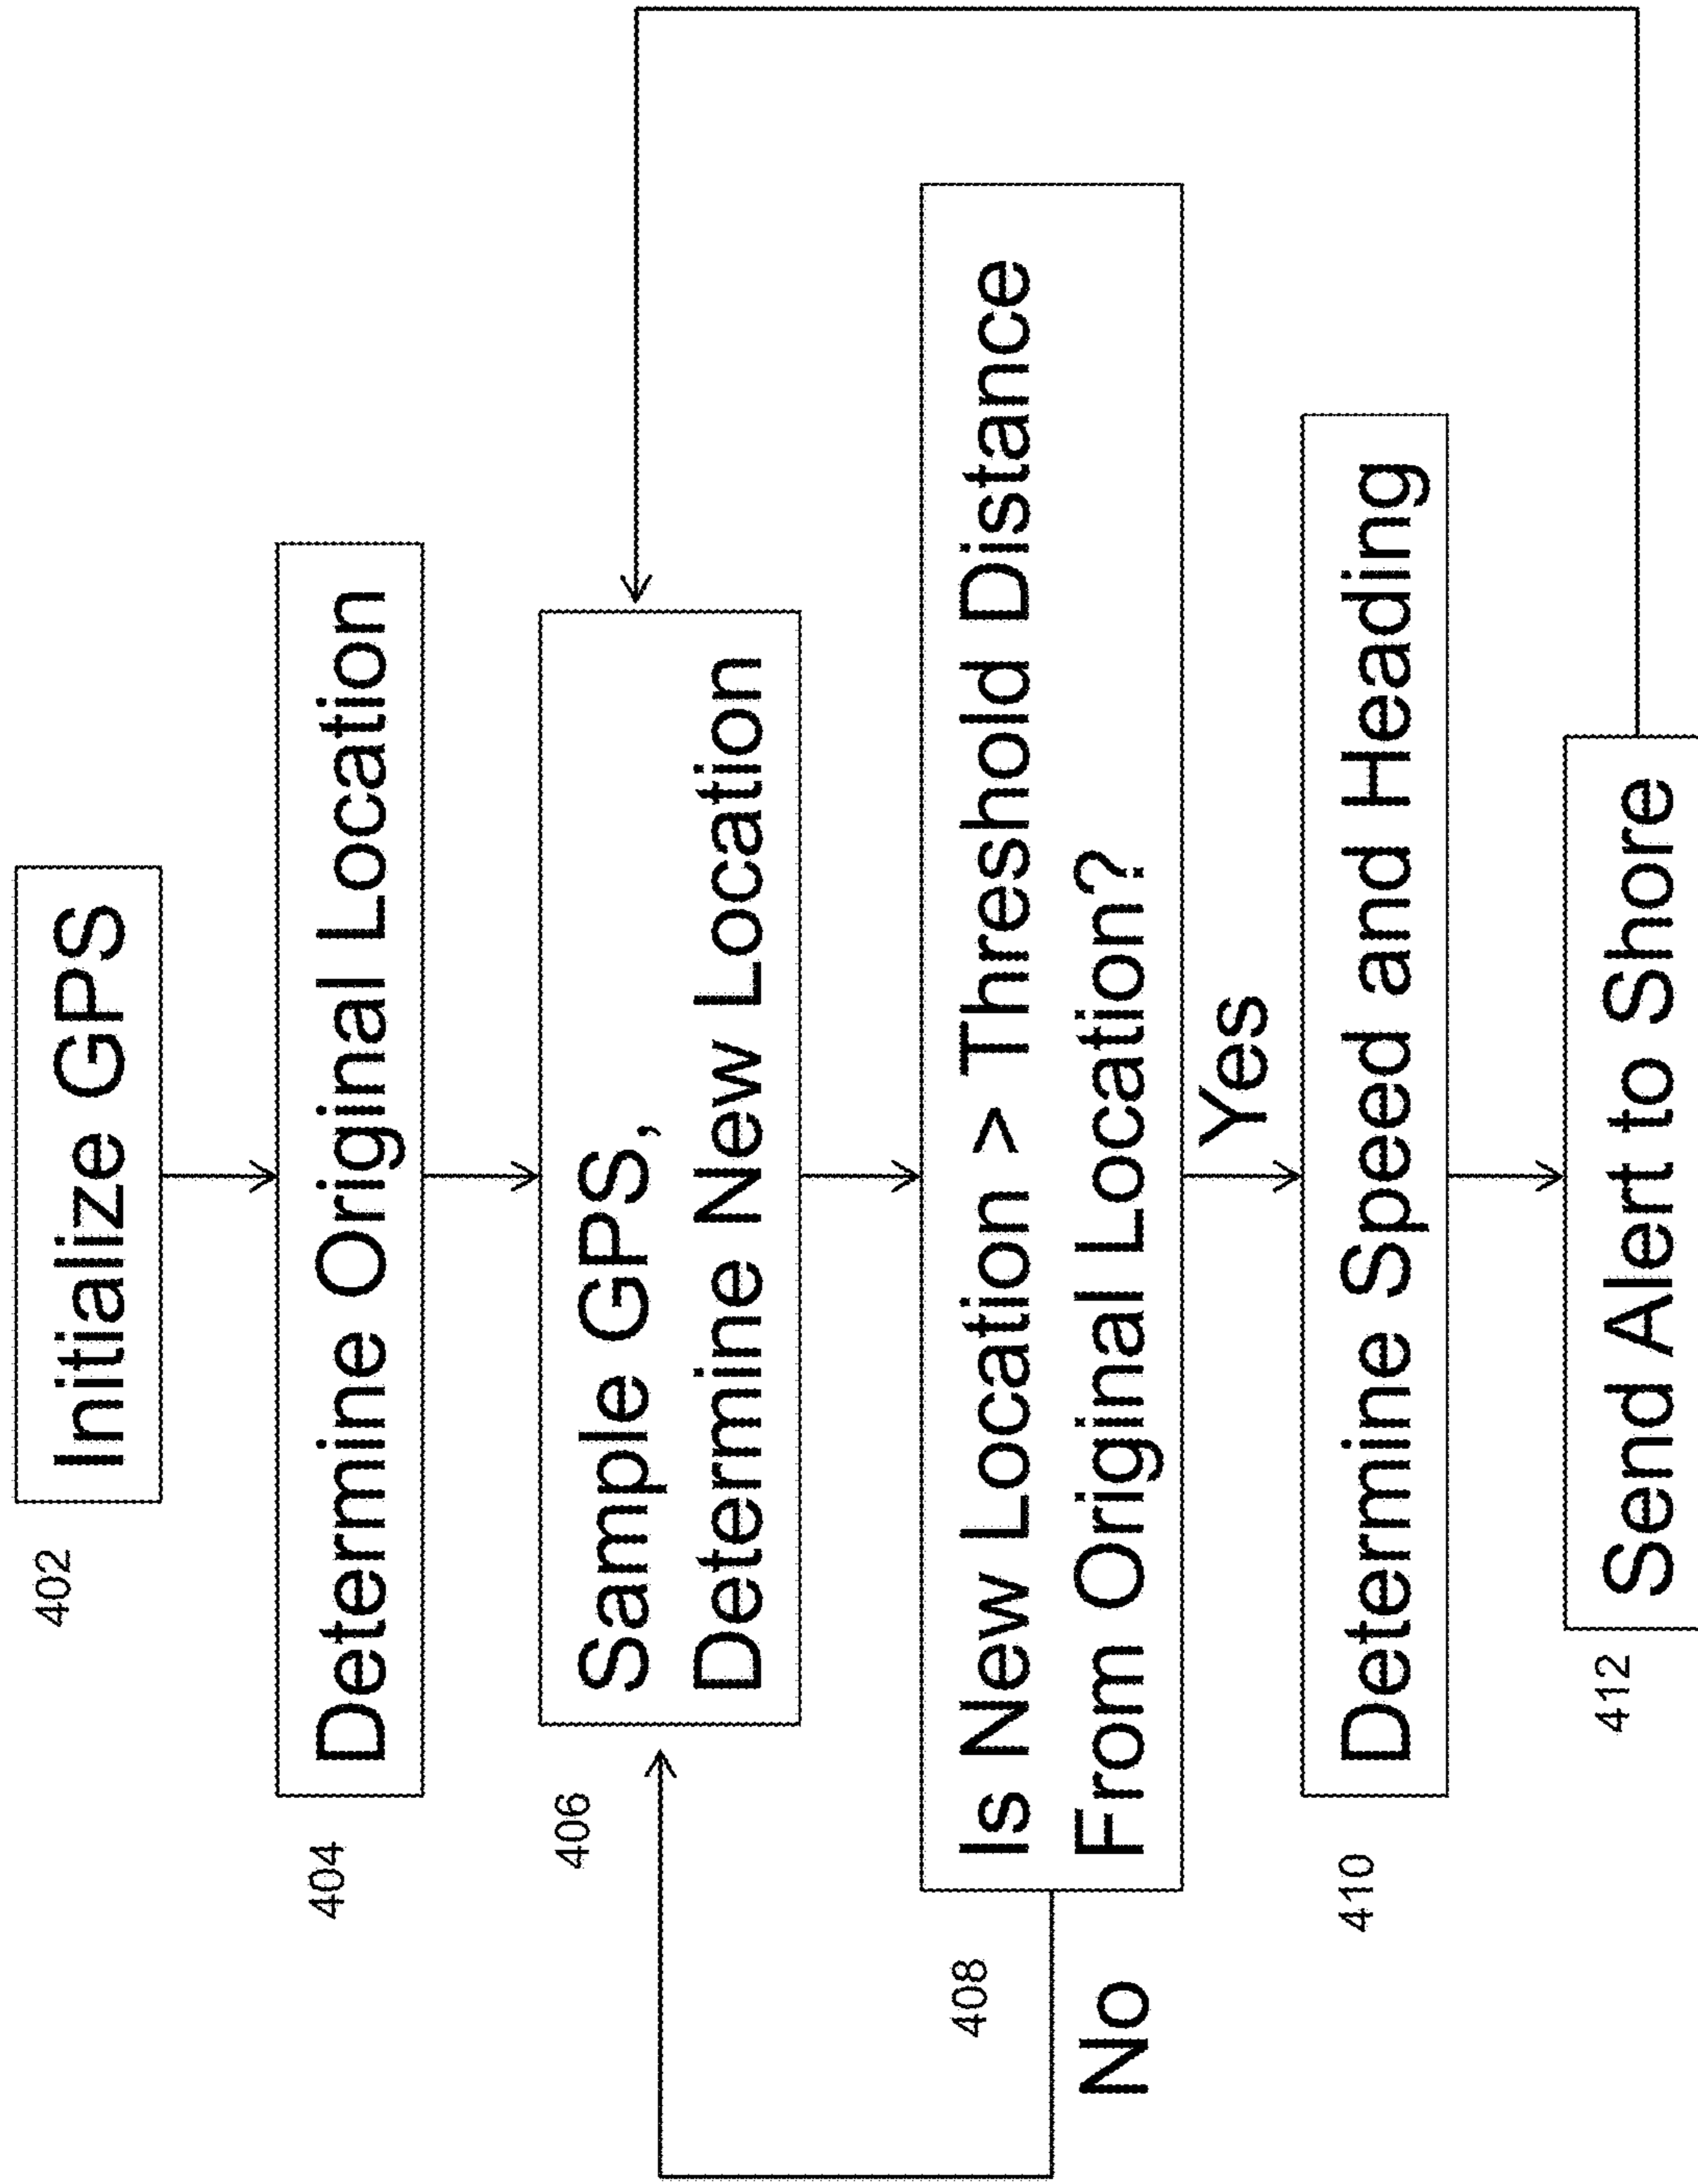 402
Initialize GPS
404
Determine Original Location
406
Sample GPS,
Determine New Location
408
Is New Location > Threshold Distance
From Original Location?
No
Yes
410
Determine Speed and Heading
412
Send Alert to Shore